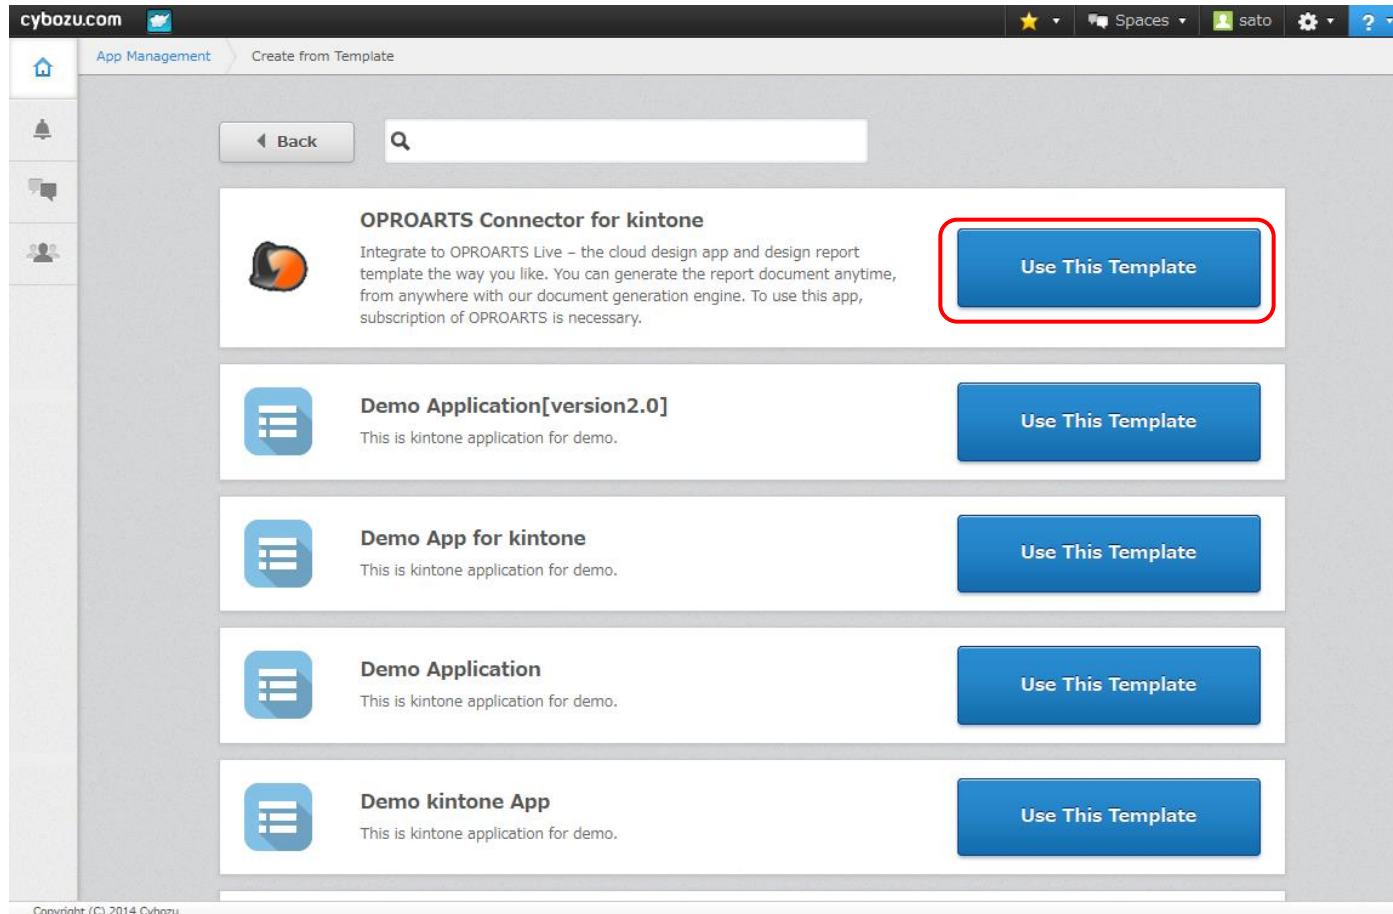 cybozu.com
Spaces
sato
?
App Management
Create from Template
Back
OPROARTS Connector for kintone
Integrate to OPROARTS Live – the cloud design app and design report
template the way you like. You can generate the report document anytime,
from anywhere with our document generation engine. To use this app,
subscription of OPROARTS is necessary.
Use This Template
Demo Application[version2.0]
This is kintone application for demo.
Use This Template
Demo App for kintone
This is kintone application for demo.
Use This Template
Demo Application
This is kintone application for demo.
Use This Template
Demo kintone App
This is kintone application for demo.
Use This Template
Copyright (C) 2014 Cybozu